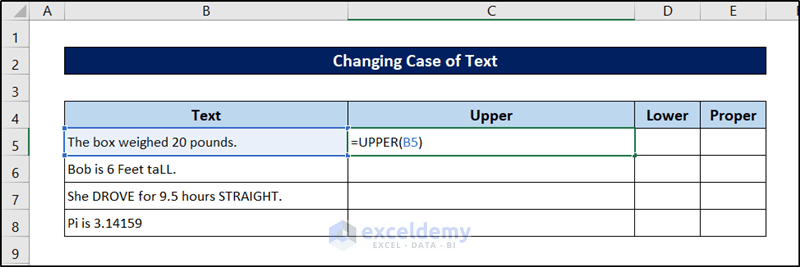 A B C D E
1
2 Changing Case of Text
3
4 Text Upper Lower Proper
5 The box weighed 20 pounds. =UPPER(B5)
6 Bob is 6 Feet taLL.
7 She DROVE for 9.5 hours STRAIGHT.
8 Pi is 3.14159
exceldemy
EXCEL - DATA - BI
9